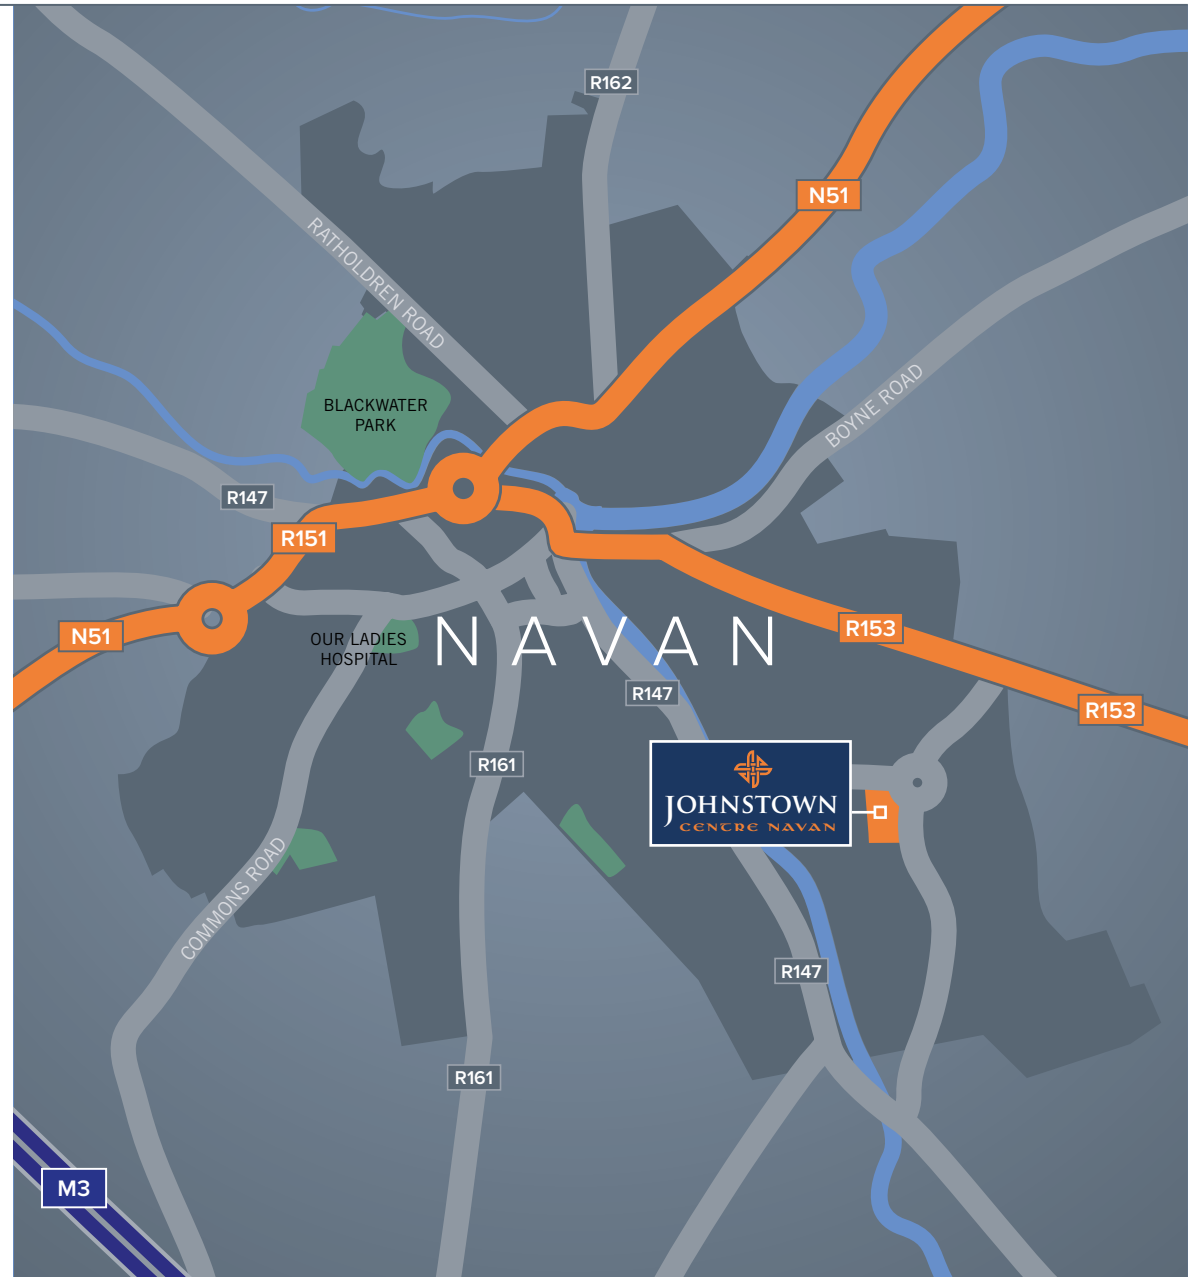 R162
N51
RATHOLDREN ROAD
BOYNE ROAD
BLACKWATER
PARK
R147
R151
N51
OUR LADIES
HOSPITAL
NAVAN
R153
R147
R153
R161
JOHNSTOWN
CENTRE NAVAN
COMMONS ROAD
R147
R161
M3